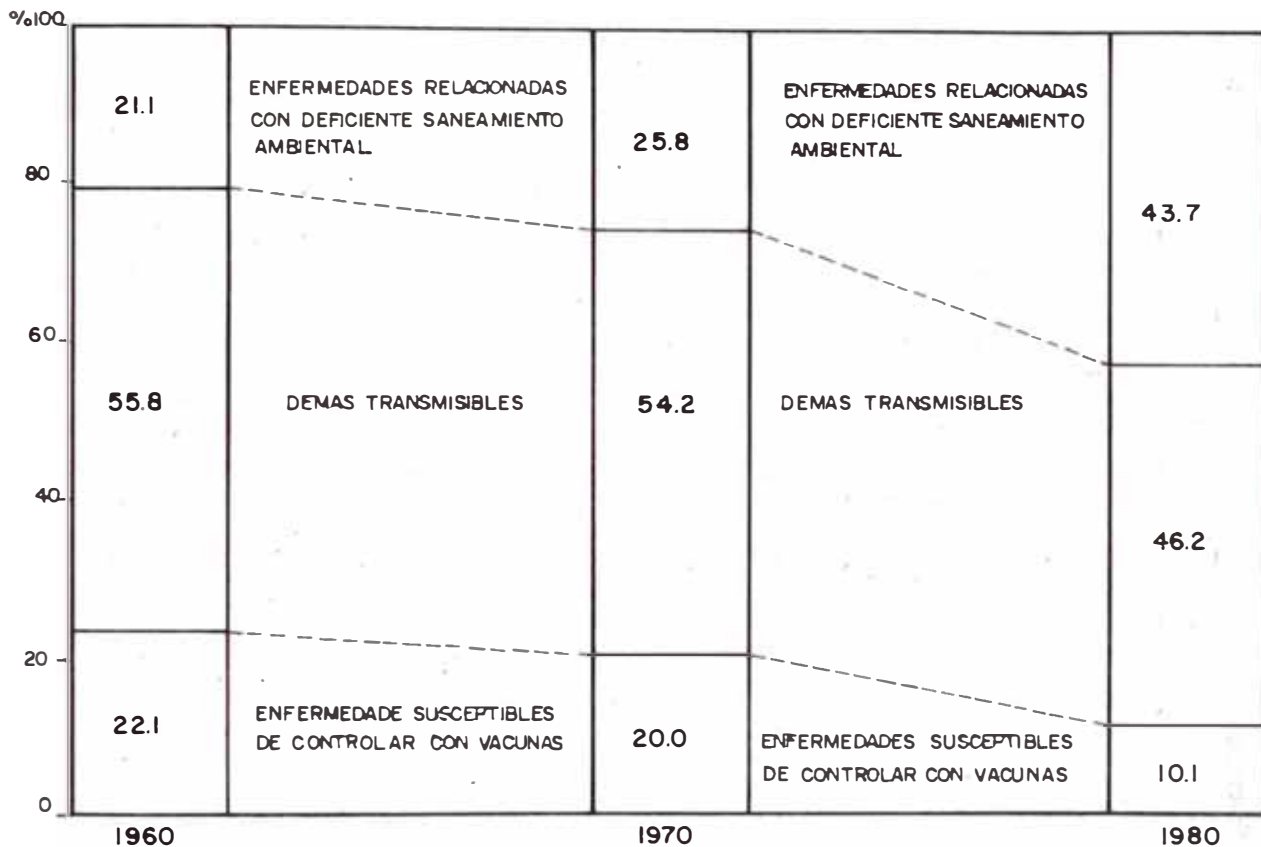 %100
21.1
ENFERMEDADES RELACIONADAS
CON DEFICIENTE SANEAMIENTO
AMBIENTAL
25.8
ENFERMEDADES RELACIONADAS
CON DEFICIENTE SANEAMIENTO
AMBIENTAL
43.7
80
60
55.8
DEMAS TRANSMISIBLES
54.2
DEMAS TRANSMISIBLES
46.2
40
20
22.1
ENFERMEDADE SUSCEPTIBLES
DE CONTROLAR CON VACUNAS
20.0
ENFERMEDADES SUSCEPTIBLES
DE CONTROLAR CON VACUNAS
10.1
0
1960
1970
1980